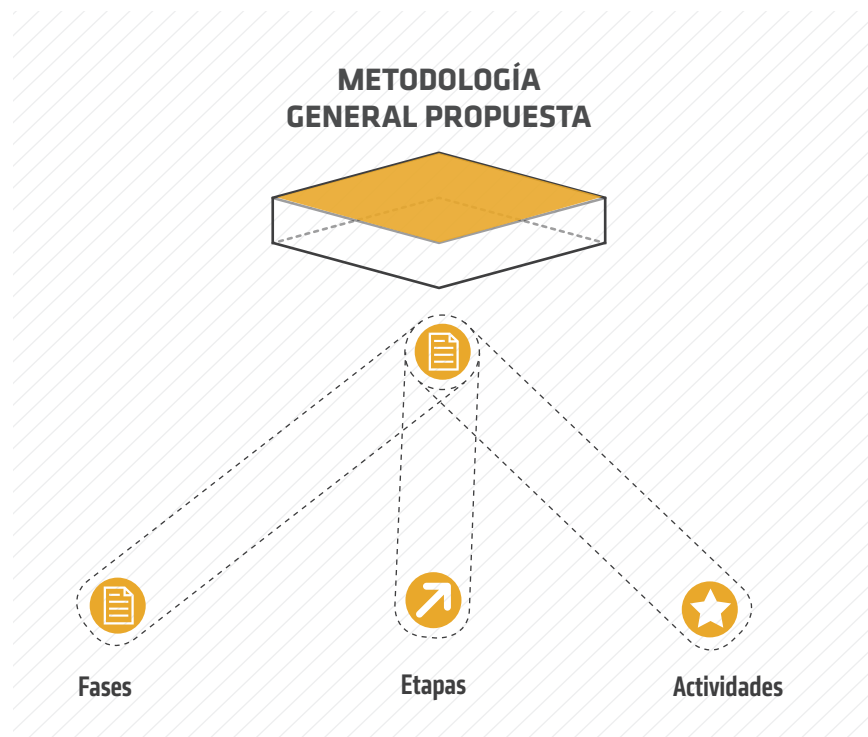 METODOLOGÍA
GENERAL PROPUESTA
Fases
Etapas
Actividades